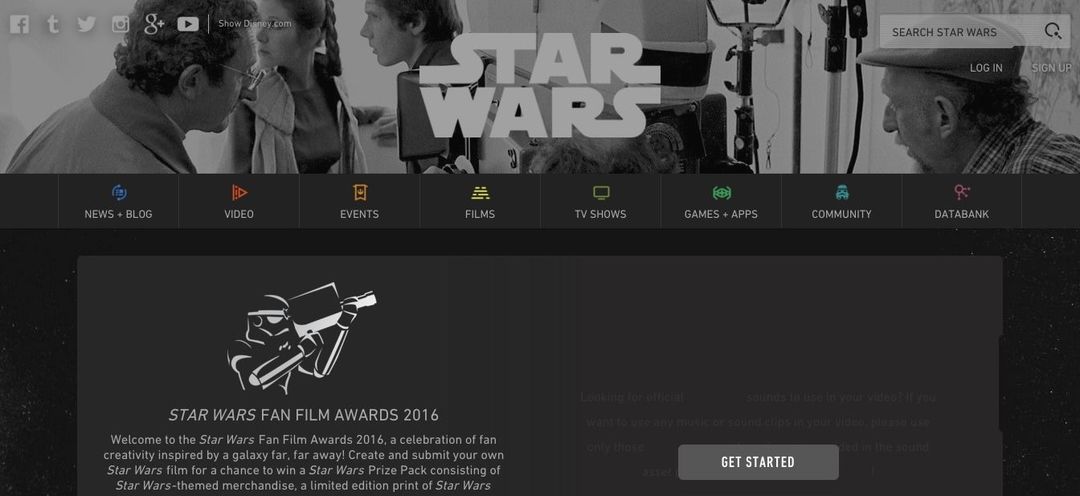 Show Disney.com
SEARCH STAR WARS
LOG IN
SIGN UP
STAR
WARS
NEWS + BLOG
VIDEO
EVENTS
FILMS
TV SHOWS
GAMES + APPS
COMMUNITY
DATABANK
STAR WARS FAN FILM AWARDS 2016
Welcome to the Star Wars Fan Film Awards 2016, a celebration of fan
creativity inspired by a galaxy far, far away! Create and submit your own
Star Wars film for a chance to win a Star Wars Prize Pack consisting of
Star Wars-themed merchandise, a limited edition print of Star Wars
Looking for official sounds to use in your video? If you
want to use any music or sound clips in your video, please use
only those in the sound
asset
GET STARTED